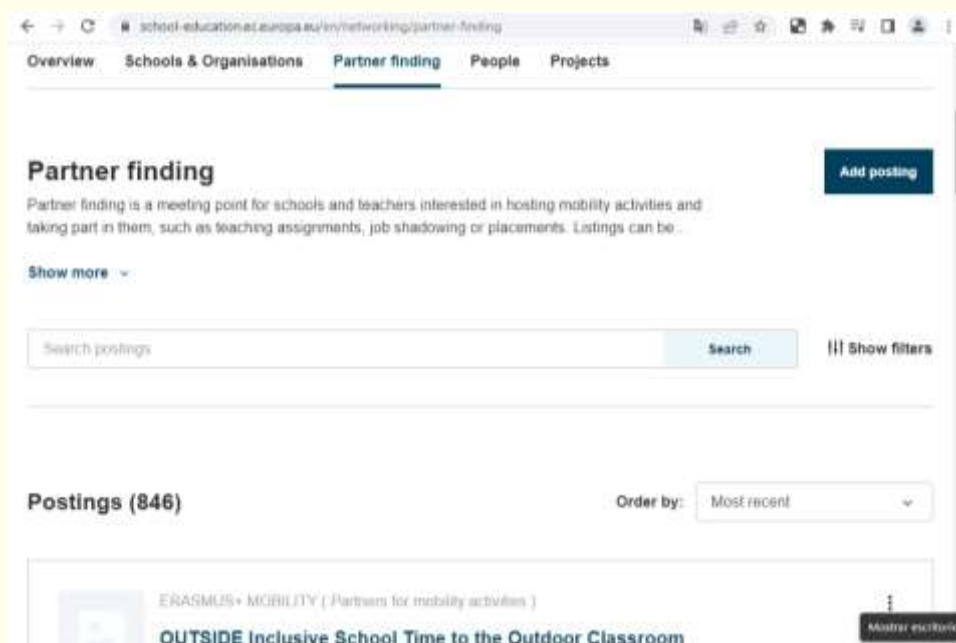 school-education.ec.europa.eu/en/networking/partner-finding
Overview Schools & Organisations Partner finding People Projects
Partner finding
Add posting
Partner finding is a meeting point for schools and teachers interested in hosting mobility activities and
taking part in them, such as teaching assignments, job shadowing or placements. Listings can be ...
Show more
Search postings
Search
Show filters
Postings (846)
Order by: Most recent
ERASMUS+ MOBILITY ( Partners for mobility activities )
OUTSIDE Inclusive School Time to the Outdoor Classroom
Mostrar escritorio